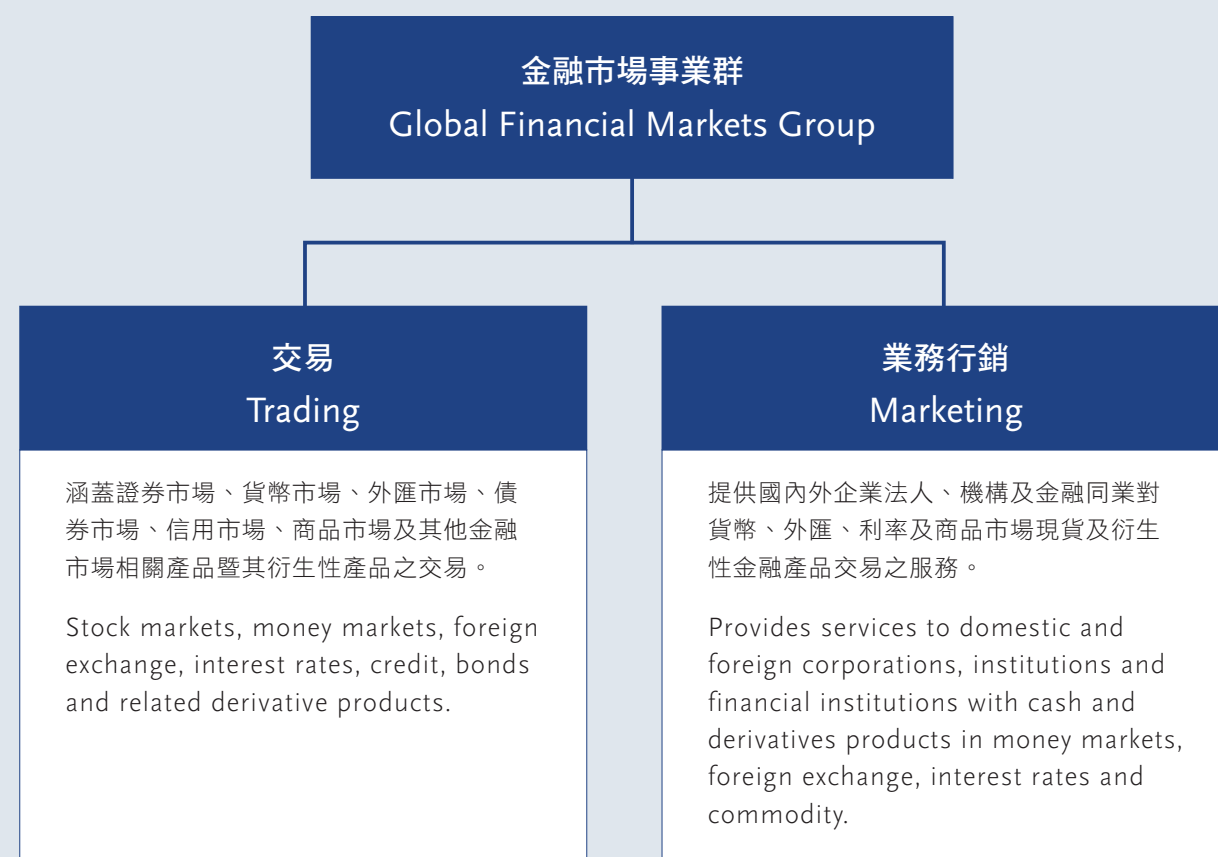 金融市場事業群
Global Financial Markets Group
交易
Trading
涵蓋證券市場、貨幣市場、外匯市場、債
券市場、信用市場、商品市場及其他金融
市場相關產品暨其衍生性產品之交易。
Stock markets, money markets, foreign
exchange, interest rates, credit, bonds
and related derivative products.
業務行銷
Marketing
提供國內外企業法人、機構及金融同業對
貨幣、外匯、利率及商品市場現貨及衍生
性金融產品交易之服務。
Provides services to domestic and
foreign corporations, institutions and
financial institutions with cash and
derivatives products in money markets,
foreign exchange, interest rates and
commodity.